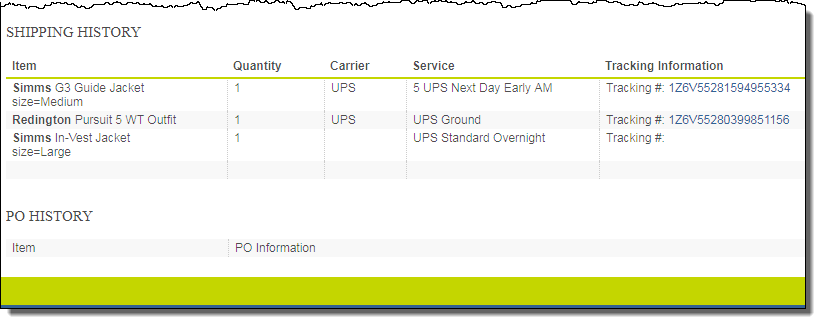 SHIPPING HISTORY
Item Quantity Carrier Service Tracking Information
Simms G3 Guide Jacket 1 UPS 5 UPS Next Day Early AM Tracking #: 1Z6V55281594955334
size=Medium
Redington Pursuit 5 WT Outfit 1 UPS UPS Ground Tracking #: 1Z6V55280399851156
Simms In-Vest Jacket 1 UPS Standard Overnight Tracking #:
size=Large
PO HISTORY
Item PO Information